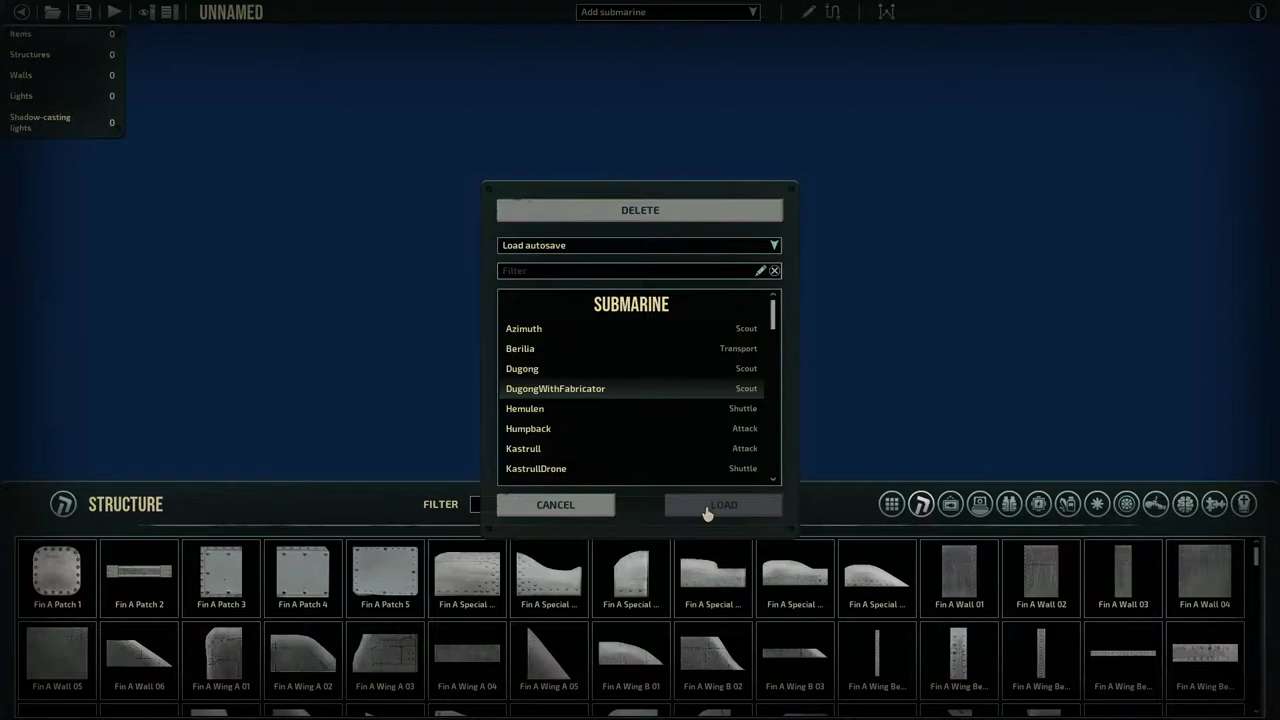 UNNAMED
Add submarine
Items 0
Structures 0
Walls 0
Lights 0
Shadow-casting
lights 0
DELETE
Load autosave
Filter
SUBMARINE
Azimuth Scout
Berilia Transport
Dugong Scout
DugongWithFabricator Scout
Hemulen Shuttle
Humpback Attack
Kastrull Attack
KastrullDrone Shuttle
CANCEL
LOAD
STRUCTURE
FILTER
Fin A Patch 1
Fin A Patch 2
Fin A Patch 3
Fin A Patch 4
Fin A Patch 5
Fin A Special ...
Fin A Special ...
Fin A Special ...
Fin A Special ...
Fin A Special ...
Fin A Special ...
Fin A Wall 01
Fin A Wall 02
Fin A Wall 03
Fin A Wall 04
Fin A Wall 05
Fin A Wall 06
Fin A Wing A 01
Fin A Wing A 02
Fin A Wing A 03
Fin A Wing A 04
Fin A Wing A 05
Fin A Wing B 01
Fin A Wing B 02
Fin A Wing B 03
Fin A Wing Be...
Fin A Wing Be...
Fin A Wing Be...
Fin A Wing Be...
Fin A Wing Be...